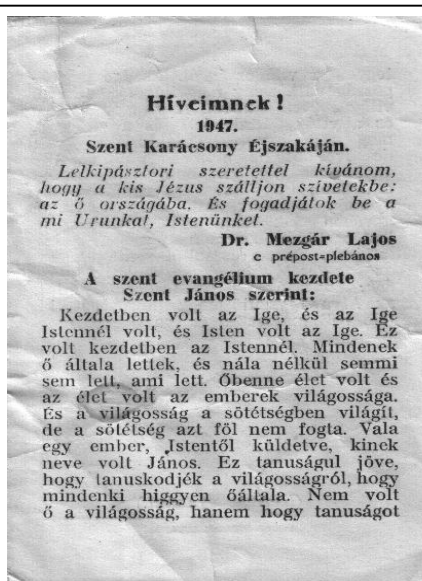 Híveimnek !
1947.
Szent Karácsony Éjszakáján.
Lelkipásztori szeretettel kívánom,
hogy a kis Jézus szálljon szívetekbe:
az ő országába. És fogadjátok be a
mi Urunkat, Istenünket.
Dr. Mezgár Lajos
c prépost=plebános
A szent evangélium kezdete
Szent János szerint:
Kezdetben volt az Ige, és az Ige
Istennél volt, és Isten volt az Ige. Ez
volt kezdetben az Istennél. Mindenek
ő általa lettek, és nála nélkül semmi
sem lett, ami lett. Őbenne élet volt és
az élet volt az emberek világossága.
És a világosság a sötétségben világít,
de a sötétség azt föl nem fogta. Vala
egy ember, Istentől küldetve, kinek
neve volt János. Ez tanuságul jöve,
hogy tanuskodjék a világosságról, hogy
mindenki higgyen őáltala. Nem volt
ő a világosság, hanem hogy tanuságot